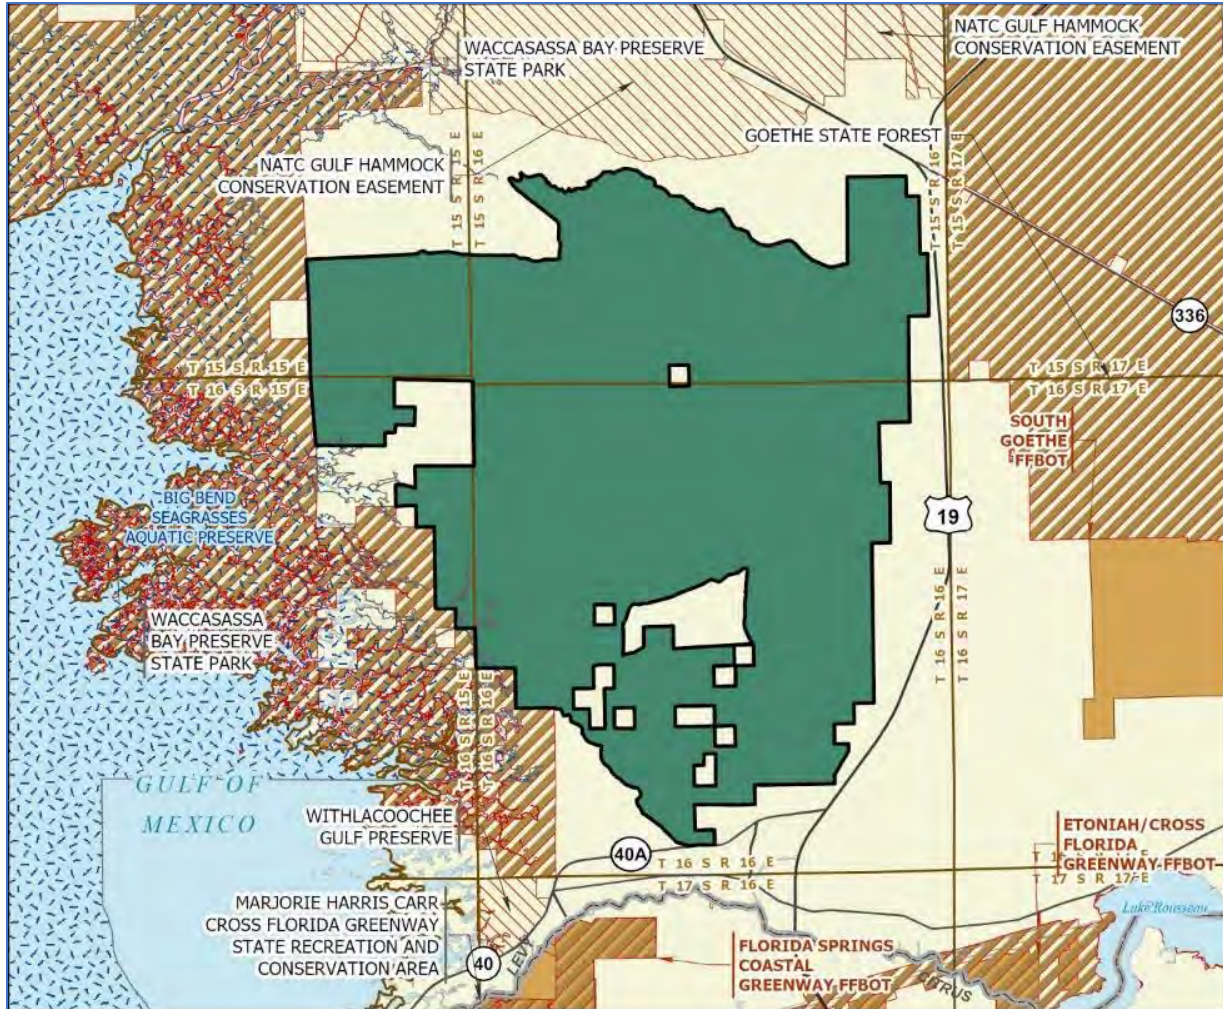 WACCASASSA BAY PRESERVE
STATE PARK
NATC GULF HAMMOCK
CONSERVATION EASEMENT
GOETHE STATE FOREST
NATC GULF HAMMOCK
CONSERVATION EASEMENT
T 15 S R 15 E
T 15 S R 16 E
T 15 S R 16 E
T 15 S R 17 E
336
T 15 S R 15 E
T 16 S R 15 E
T 15 S R 17 E
T 16 S R 17 E
SOUTH
GOETHE
FFBOT
19
BIG BEND
SEAGRASSES
AQUATIC PRESERVE
WACCASASSA
BAY PRESERVE
STATE PARK
T 16 S R 16 E
T 16 S R 17 E
T 16 S R 15 E
T 16 S R 16 E
GULF OF
MEXICO
WITHLACOOCHEE
GULF PRESERVE
40A
T 16 S R 16 E
T 17 S R 16 E
ETONIAH/CROSS
FLORIDA
GREENWAY FFBOT
T 17 S R 17 E
MARJORIE HARRIS CARR
CROSS FLORIDA GREENWAY
STATE RECREATION AND
CONSERVATION AREA
40
LEVY
FLORIDA SPRINGS
COASTAL
GREENWAY FFBOT
CITRUS
Lake Rousseau